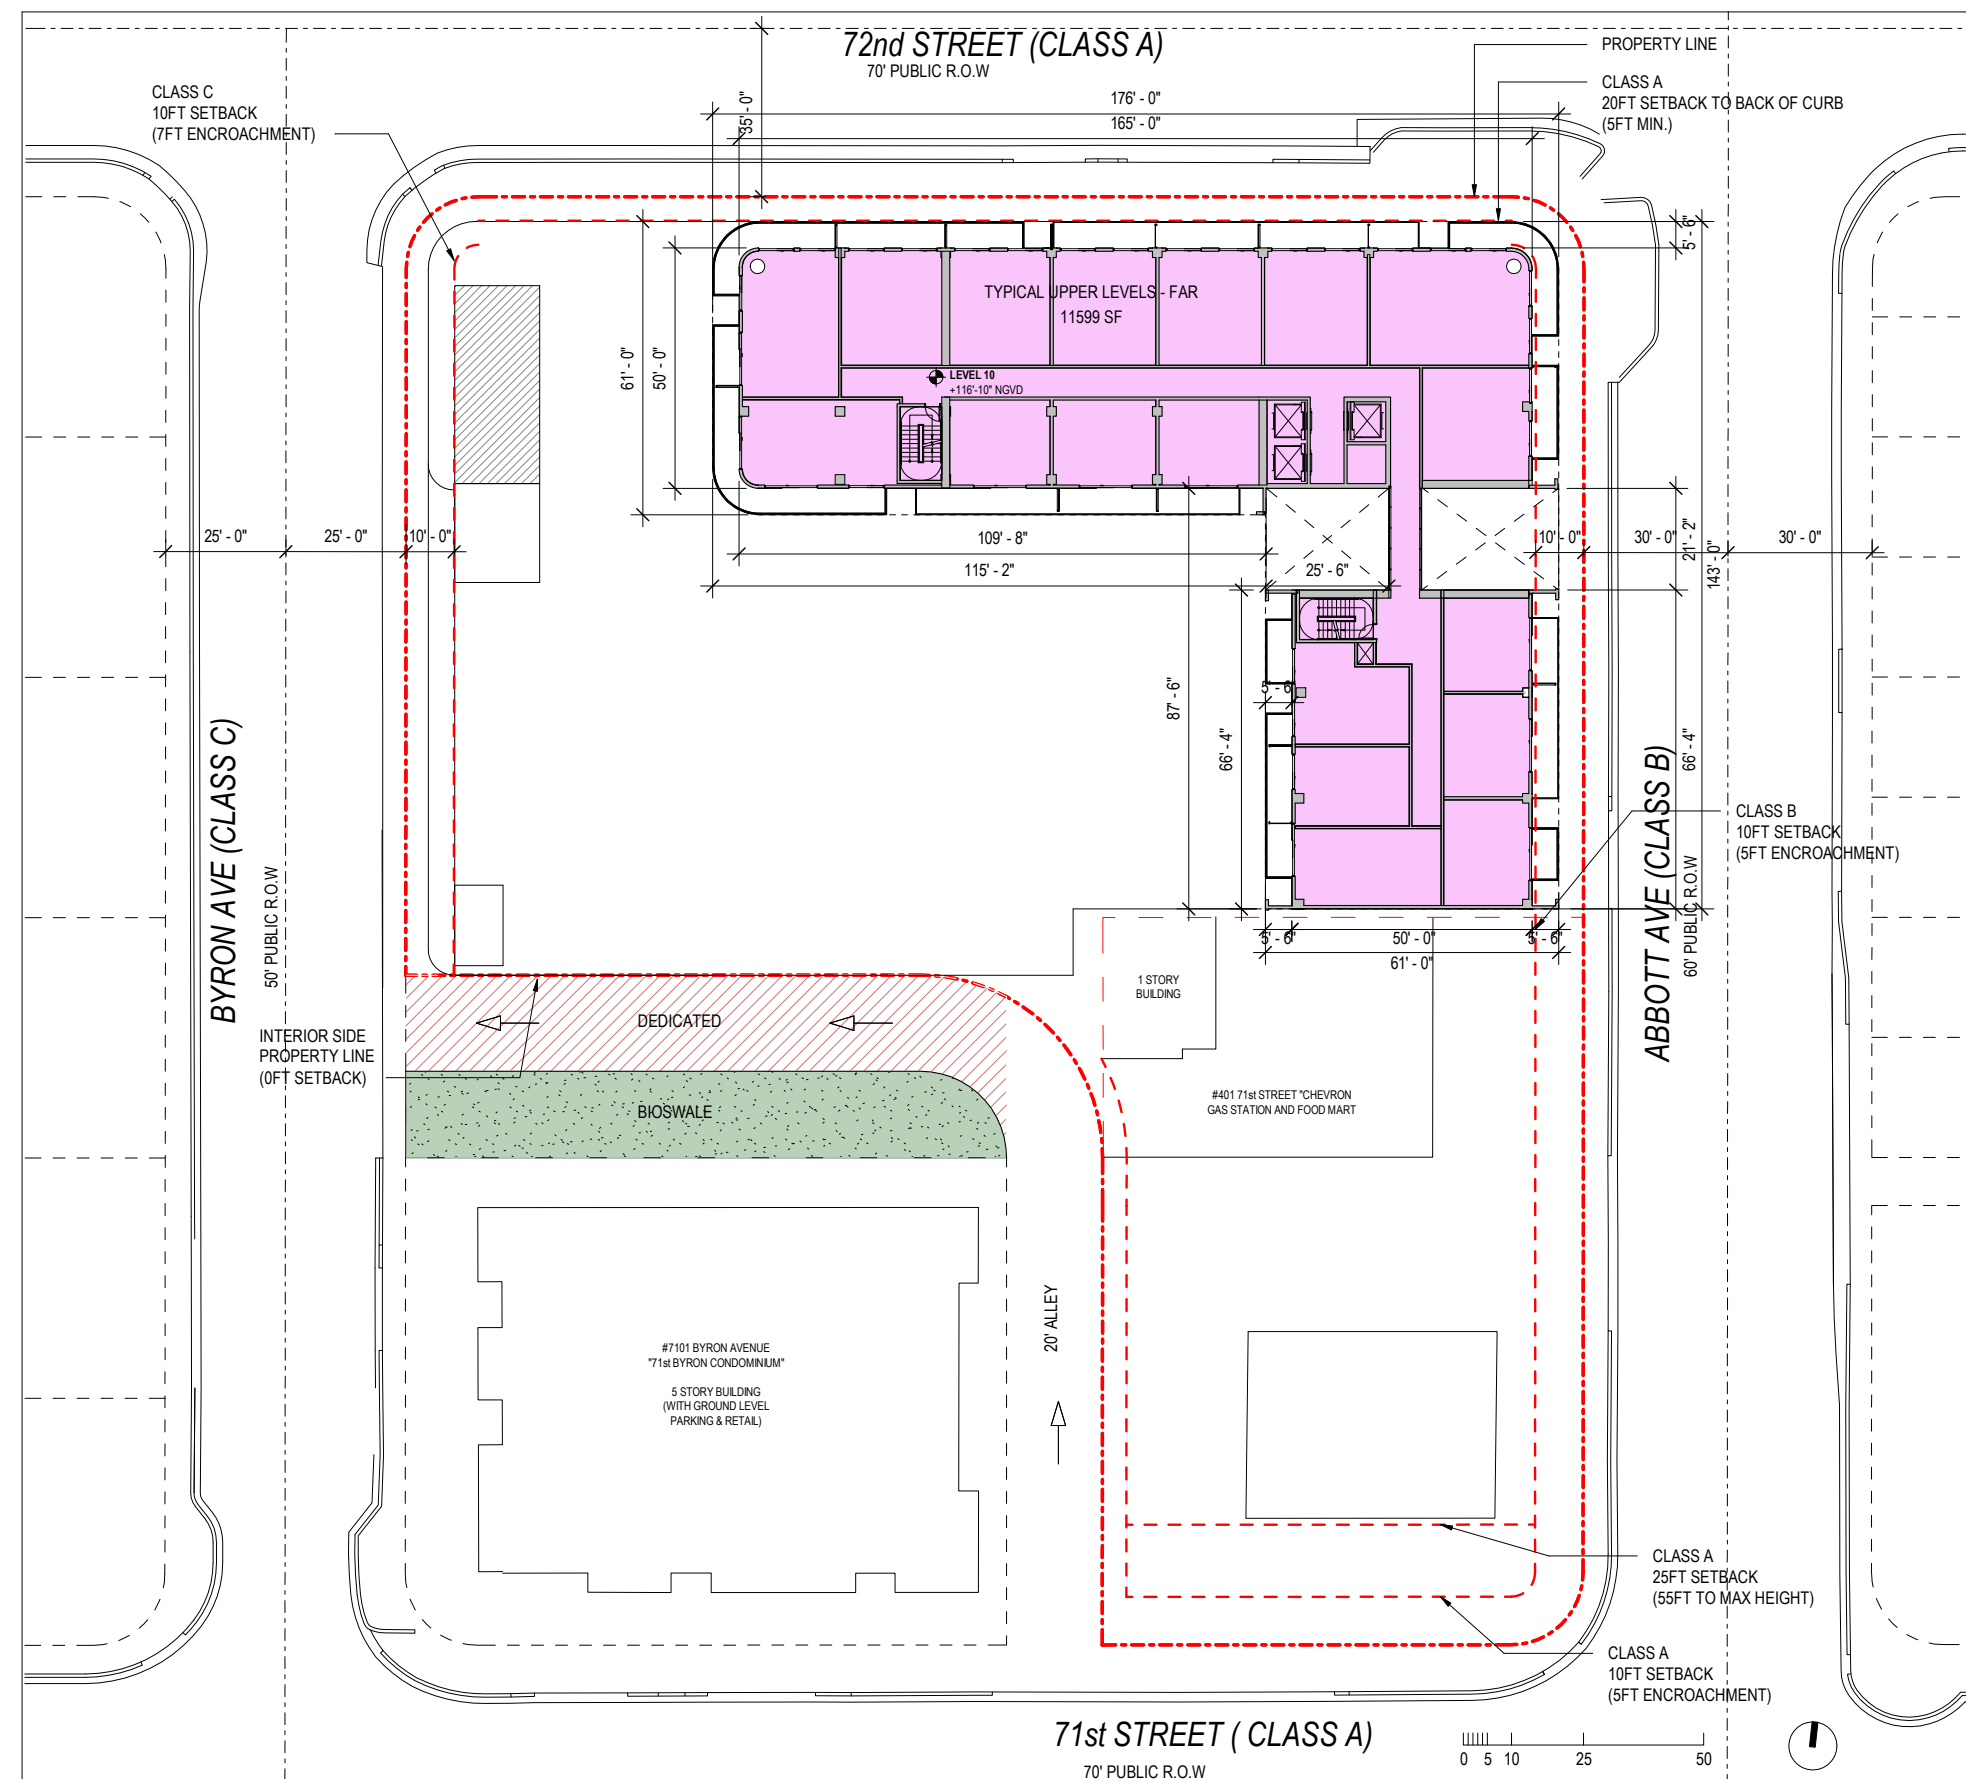 72nd STREET (CLASS A)
70' PUBLIC R.O.W
PROPERTY LINE
CLASS A
20FT SETBACK TO BACK OF CURB
(5FT MIN.)
CLASS C
10FT SETBACK
(7FT ENCROACHMENT)
176' - 0"
165' - 0"
35' - 0"
5' - 6"
TYPICAL UPPER LEVELS - FAR
11599 SF
61' - 0"
50' - 0"
LEVEL 10
+116'-10" NGVD
25' - 0"
25' - 0"
10' - 0"
109' - 8"
115' - 2"
25' - 6"
10' - 0"
30' - 0"
21' - 2"
143' - 0"
30' - 0"
87' - 6"
66' - 4"
5' - 6"
66' - 4"
BYRON AVE (CLASS C)
50' PUBLIC R.O.W
ABBOTT AVE (CLASS B)
60' PUBLIC R.O.W
CLASS B
10FT SETBACK
(5FT ENCROACHMENT)
5' - 6"
50' - 0"
5' - 6"
61' - 0"
1 STORY
BUILDING
INTERIOR SIDE
PROPERTY LINE
(0FT SETBACK)
DEDICATED
BIOSWALE
#401 71st STREET "CHEVRON
GAS STATION AND FOOD MART
20' ALLEY
#7101 BYRON AVENUE
"71st BYRON CONDOMINIUM"
5 STORY BUILDING
(WITH GROUND LEVEL
PARKING & RETAIL)
CLASS A
25FT SETBACK
(55FT TO MAX HEIGHT)
CLASS A
10FT SETBACK
(5FT ENCROACHMENT)
71st STREET ( CLASS A)
70' PUBLIC R.O.W
0 5 10 25 50